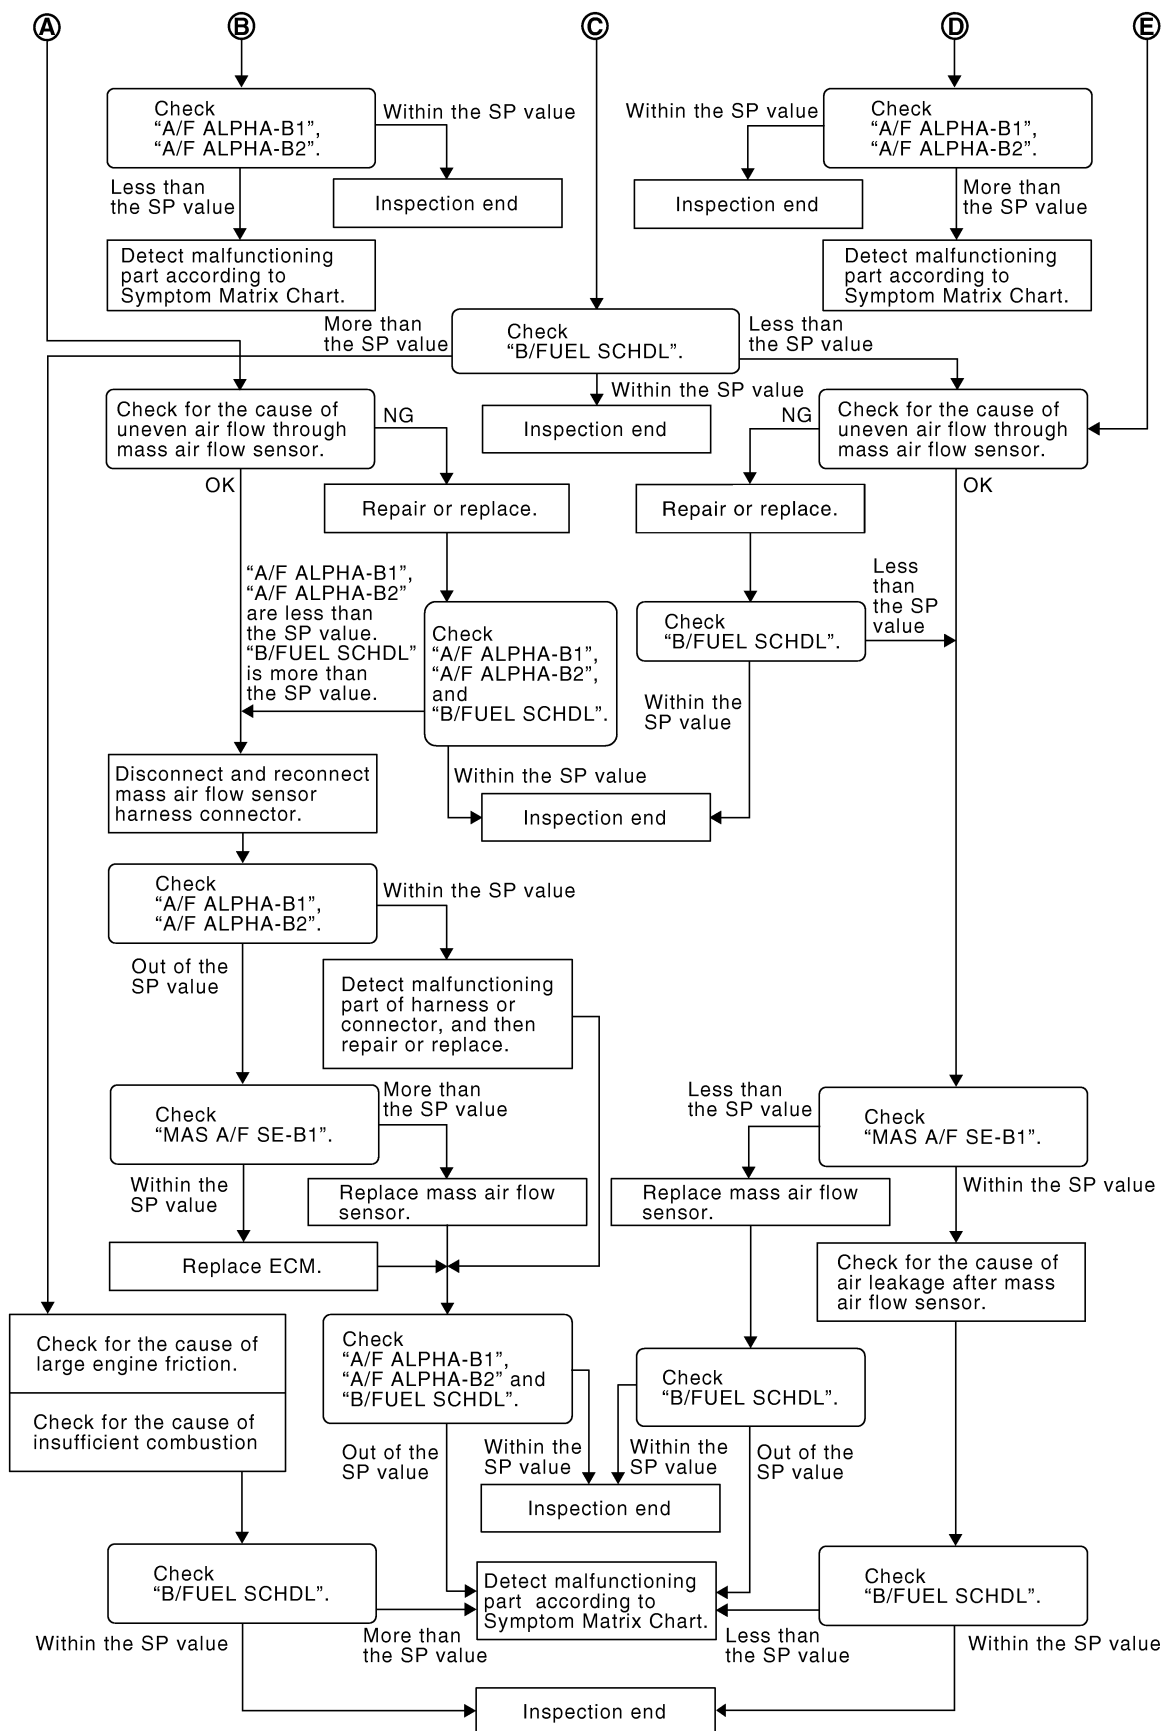 A
B
C
D
E
Check
“A/F ALPHA-B1”,
“A/F ALPHA-B2”.
Within the SP value
Less than
the SP value
Inspection end
Detect malfunctioning
part according to
Symptom Matrix Chart.
Within the SP value
Check
“A/F ALPHA-B1”,
“A/F ALPHA-B2”.
Inspection end
More than
the SP value
Detect malfunctioning
part according to
Symptom Matrix Chart.
More than
the SP value
Check
“B/FUEL SCHDL”.
Less than
the SP value
Within the SP value
Inspection end
Check for the cause of
uneven air flow through
mass air flow sensor.
NG
OK
Repair or replace.
NG
Check for the cause of
uneven air flow through
mass air flow sensor.
OK
Repair or replace.
“A/F ALPHA-B1”,
“A/F ALPHA-B2”
are less than
the SP value.
“B/FUEL SCHDL”
is more than
the SP value.
Check
“A/F ALPHA-B1”,
“A/F ALPHA-B2”,
and
“B/FUEL SCHDL”.
Check
“B/FUEL SCHDL”.
Less
than
the SP
value
Within the
SP value
Within the SP value
Inspection end
Disconnect and reconnect
mass air flow sensor
harness connector.
Check
“A/F ALPHA-B1”,
“A/F ALPHA-B2”.
Within the SP value
Out of the
SP value
Detect malfunctioning
part of harness or
connector, and then
repair or replace.
Check
“MAS A/F SE-B1”.
More than
the SP value
Within the
SP value
Replace mass air flow
sensor.
Replace ECM.
Less than
the SP value
Check
“MAS A/F SE-B1”.
Replace mass air flow
sensor.
Within the SP value
Check for the cause of
air leakage after mass
air flow sensor.
Check for the cause of
large engine friction.
Check for the cause of
insufficient combustion
Check
“A/F ALPHA-B1”,
“A/F ALPHA-B2” and
“B/FUEL SCHDL”.
Check
“B/FUEL SCHDL”.
Out of the
SP value
Within the
SP value
Within the
SP value
Out of the
SP value
Inspection end
Check
“B/FUEL SCHDL”.
Detect malfunctioning
part  according to
Symptom Matrix Chart.
Check
“B/FUEL SCHDL”.
Within the SP value
More than
the SP value
Less than
the SP value
Within the SP value
Inspection end